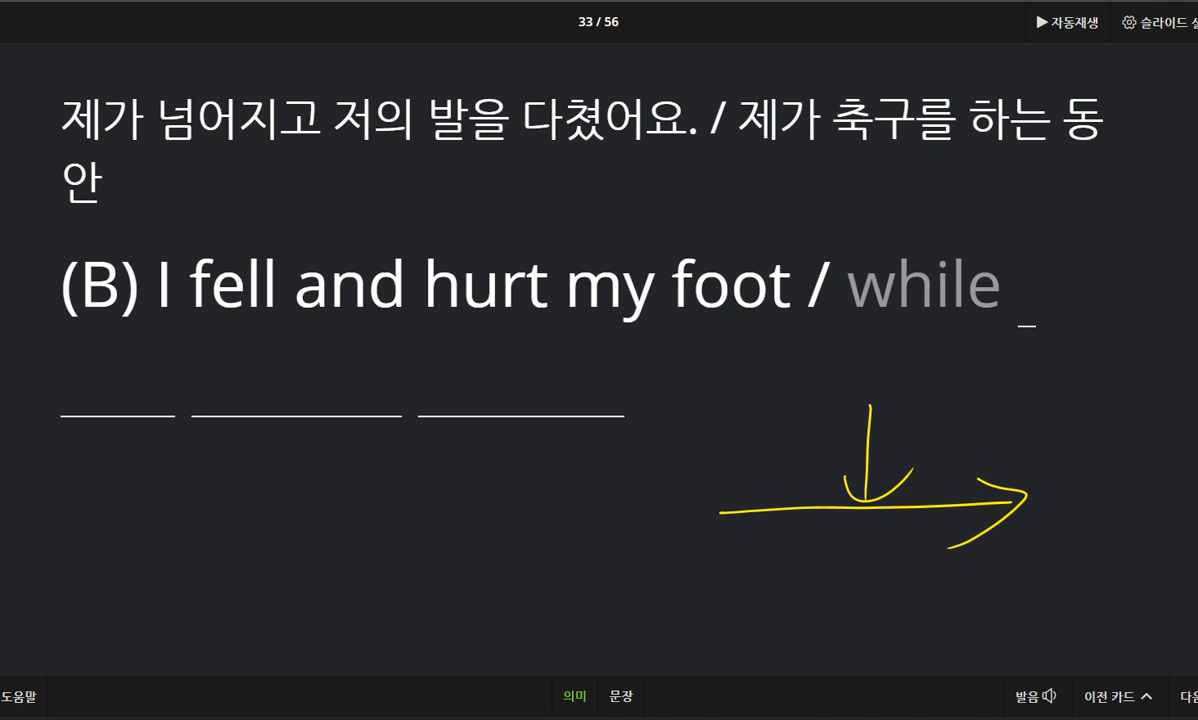 33 / 56
▶ 자동재생
슬라이드
제가 넘어지고 저의 발을 다쳤어요. / 제가 축구를 하는 동
안
(B) I fell and hurt my foot / while _
도움말
의미
문장
발음
이전 카드